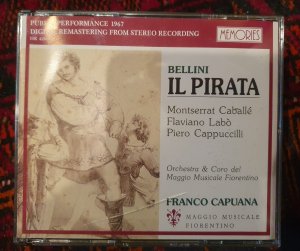 PUBLIC PERFORMANCE 1967
DIGITAL REMASTERING FROM STEREO RECORDING
MEMORIES
BELLINI
IL PIRATA
Montserrat Caballé
Flaviano Labò
Piero Cappuccilli
Orchestra & Coro del
Maggio Musicale Fiorentino
FRANCO CAPUANA
MAGGIO MUSICALE
FIORENTINO